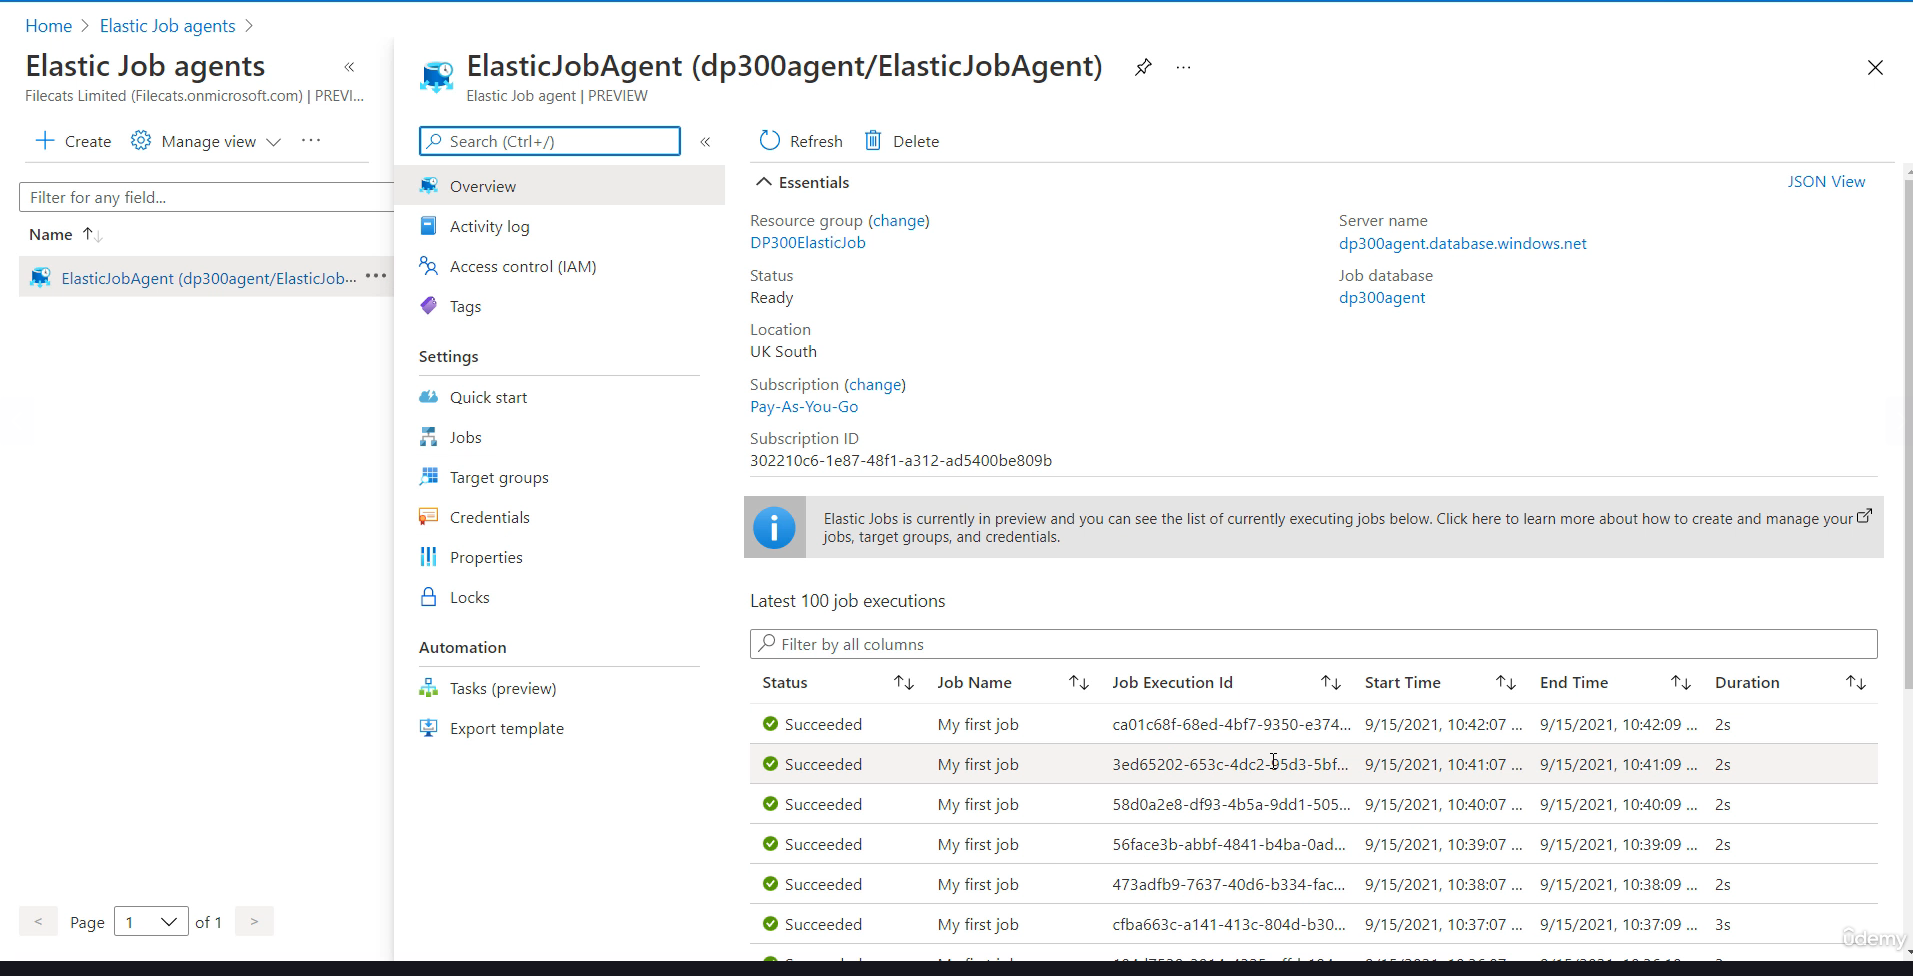 Home > Elastic Job agents >
Elastic Job agents «
Filecats Limited (Filecats.onmicrosoft.com) | PREVI...
Create Manage view ...
Filter for any field...
Name ↑↓
ElasticJobAgent (dp300agent/ElasticJob... ...
< Page 1 of 1 >
ElasticJobAgent (dp300agent/ElasticJobAgent) ...
Elastic Job agent | PREVIEW
Search (Ctrl+/) «
Overview
Activity log
Access control (IAM)
Tags
Settings
Quick start
Jobs
Target groups
Credentials
Properties
Locks
Automation
Tasks (preview)
Export template
Refresh Delete
Essentials JSON View
Resource group (change)
DP300ElasticJob
Status
Ready
Location
UK South
Subscription (change)
Pay-As-You-Go
Subscription ID
302210c6-1e87-48f1-a312-ad5400be809b
Server name
dp300agent.database.windows.net
Job database
dp300agent
Elastic Jobs is currently in preview and you can see the list of currently executing jobs below. Click here to learn more about how to create and manage your
jobs, target groups, and credentials.
Latest 100 job executions
Filter by all columns
Status ↑↓ Job Name ↑↓ Job Execution Id ↑↓ Start Time ↑↓ End Time ↑↓ Duration ↑↓
Succeeded My first job ca01c68f-68ed-4bf7-9350-e374... 9/15/2021, 10:42:07 ... 9/15/2021, 10:42:09 ... 2s
Succeeded My first job 3ed65202-653c-4dc2-95d3-5bf... 9/15/2021, 10:41:07 ... 9/15/2021, 10:41:09 ... 2s
Succeeded My first job 58d0a2e8-df93-4b5a-9dd1-505... 9/15/2021, 10:40:07 ... 9/15/2021, 10:40:09 ... 2s
Succeeded My first job 56face3b-abbf-4841-b4ba-0ad... 9/15/2021, 10:39:07 ... 9/15/2021, 10:39:09 ... 2s
Succeeded My first job 473adfb9-7637-40d6-b334-fac... 9/15/2021, 10:38:07 ... 9/15/2021, 10:38:09 ... 2s
Succeeded My first job cfba663c-a141-413c-804d-b30... 9/15/2021, 10:37:07 ... 9/15/2021, 10:37:09 ... 3s
ûdemy